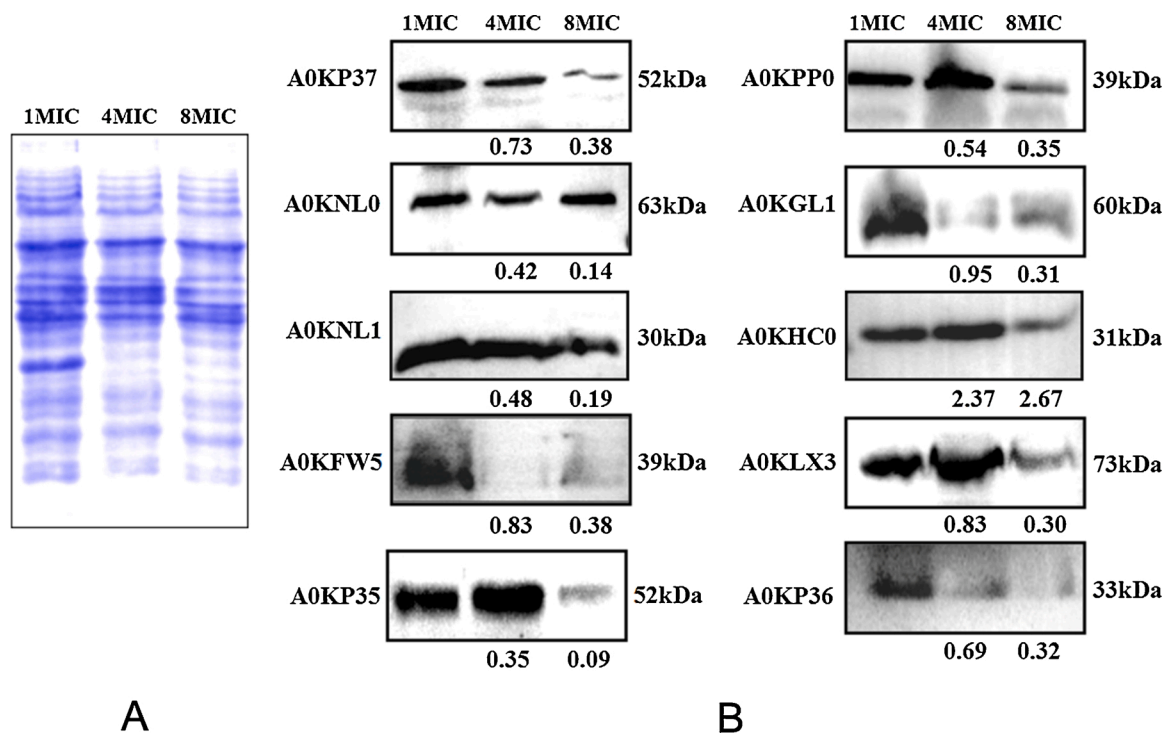 1MIC 4MIC 8MIC
1MIC 4MIC 8MIC
A0KP37 52kDa
0.73 0.38
A0KNL0 63kDa
0.42 0.14
A0KNL1 30kDa
0.48 0.19
A0KFW5 39kDa
0.83 0.38
A0KP35 52kDa
0.35 0.09
1MIC 4MIC 8MIC
A0KPP0 39kDa
0.54 0.35
A0KGL1 60kDa
0.95 0.31
A0KHC0 31kDa
2.37 2.67
A0KLX3 73kDa
0.83 0.30
A0KP36 33kDa
0.69 0.32
A
B